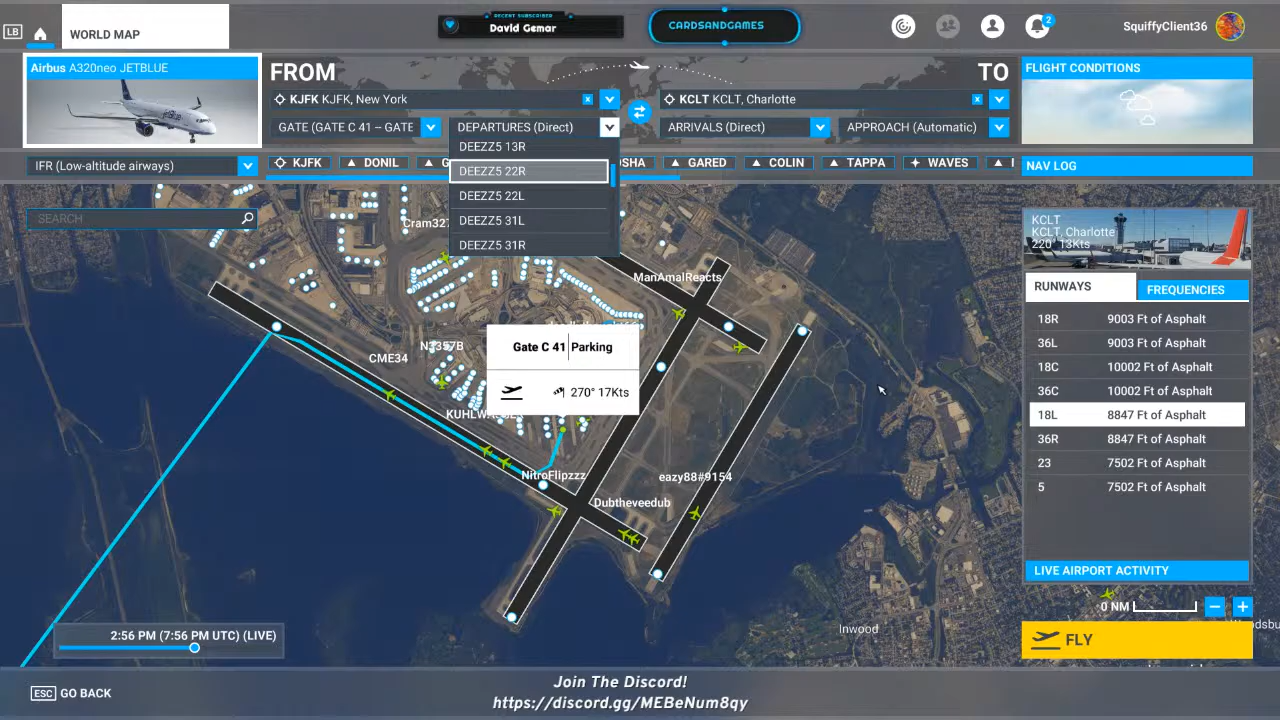 LB
WORLD MAP
RECENT SUBSCRIBER
David Gemar
CARDSANDGAMES
2
SquiffyClient36
Airbus A320neo JETBLUE
FROM
TO
KJFK KJFK, New York
KCLT KCLT, Charlotte
GATE (GATE C 41 – GATE
DEPARTURES (Direct)
ARRIVALS (Direct)
APPROACH (Automatic)
FLIGHT CONDITIONS
IFR (Low-altitude airways)
KJFK
DONIL
GARED
COLIN
TAPPA
WAVES
NAV LOG
DEEZZ5 13R
DEEZZ5 22R
DEEZZ5 22L
DEEZZ5 31L
DEEZZ5 31R
SEARCH
Cram327
ManAmalReacts
N3357B
CME34
Gate C 41 Parking
270° 17Kts
NitroFlipzzz
eazy88#9154
Dubtheveedub
Inwood
KCLT
KCLT, Charlotte
220° 13Kts
RUNWAYS
FREQUENCIES
18R 9003 Ft of Asphalt
36L 9003 Ft of Asphalt
18C 10002 Ft of Asphalt
36C 10002 Ft of Asphalt
18L 8847 Ft of Asphalt
36R 8847 Ft of Asphalt
23 7502 Ft of Asphalt
5 7502 Ft of Asphalt
LIVE AIRPORT ACTIVITY
0 NM
FLY
2:56 PM (7:56 PM UTC) (LIVE)
ESC GO BACK
Join The Discord!
https://discord.gg/MEBeNum8qy